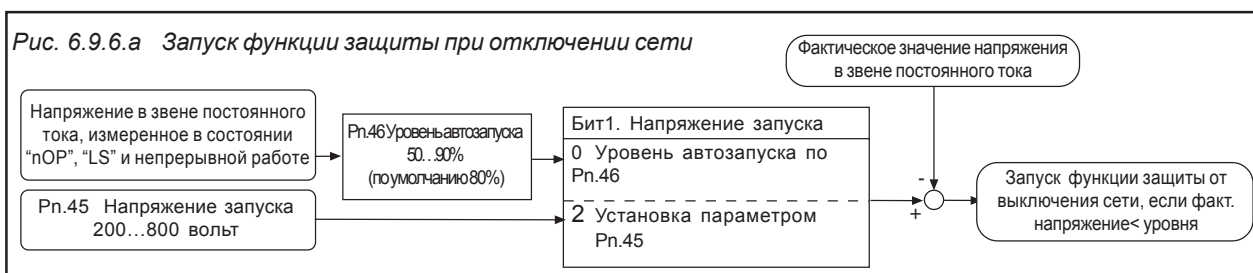 Рис. 6.9.6.а Запуск функции защиты при отключении сети
Фактическое значение напряжения
в звене постоянного тока
Напряжение в звене постоянного
тока, измеренное в состоянии
“nOP”, “LS” и непрерывной работе
Pn.46 Уровень автозапуска
50…90%
(по умолчанию 80%)
Бит1. Напряжение запуска
0 Уровень автозапуска по
Pn.46
2 Установка параметром
Pn.45
Pn.45 Напряжение запуска
200…800 вольт
-
+
Запуск функции защиты от
выключения сети, если факт.
напряжение< уровня